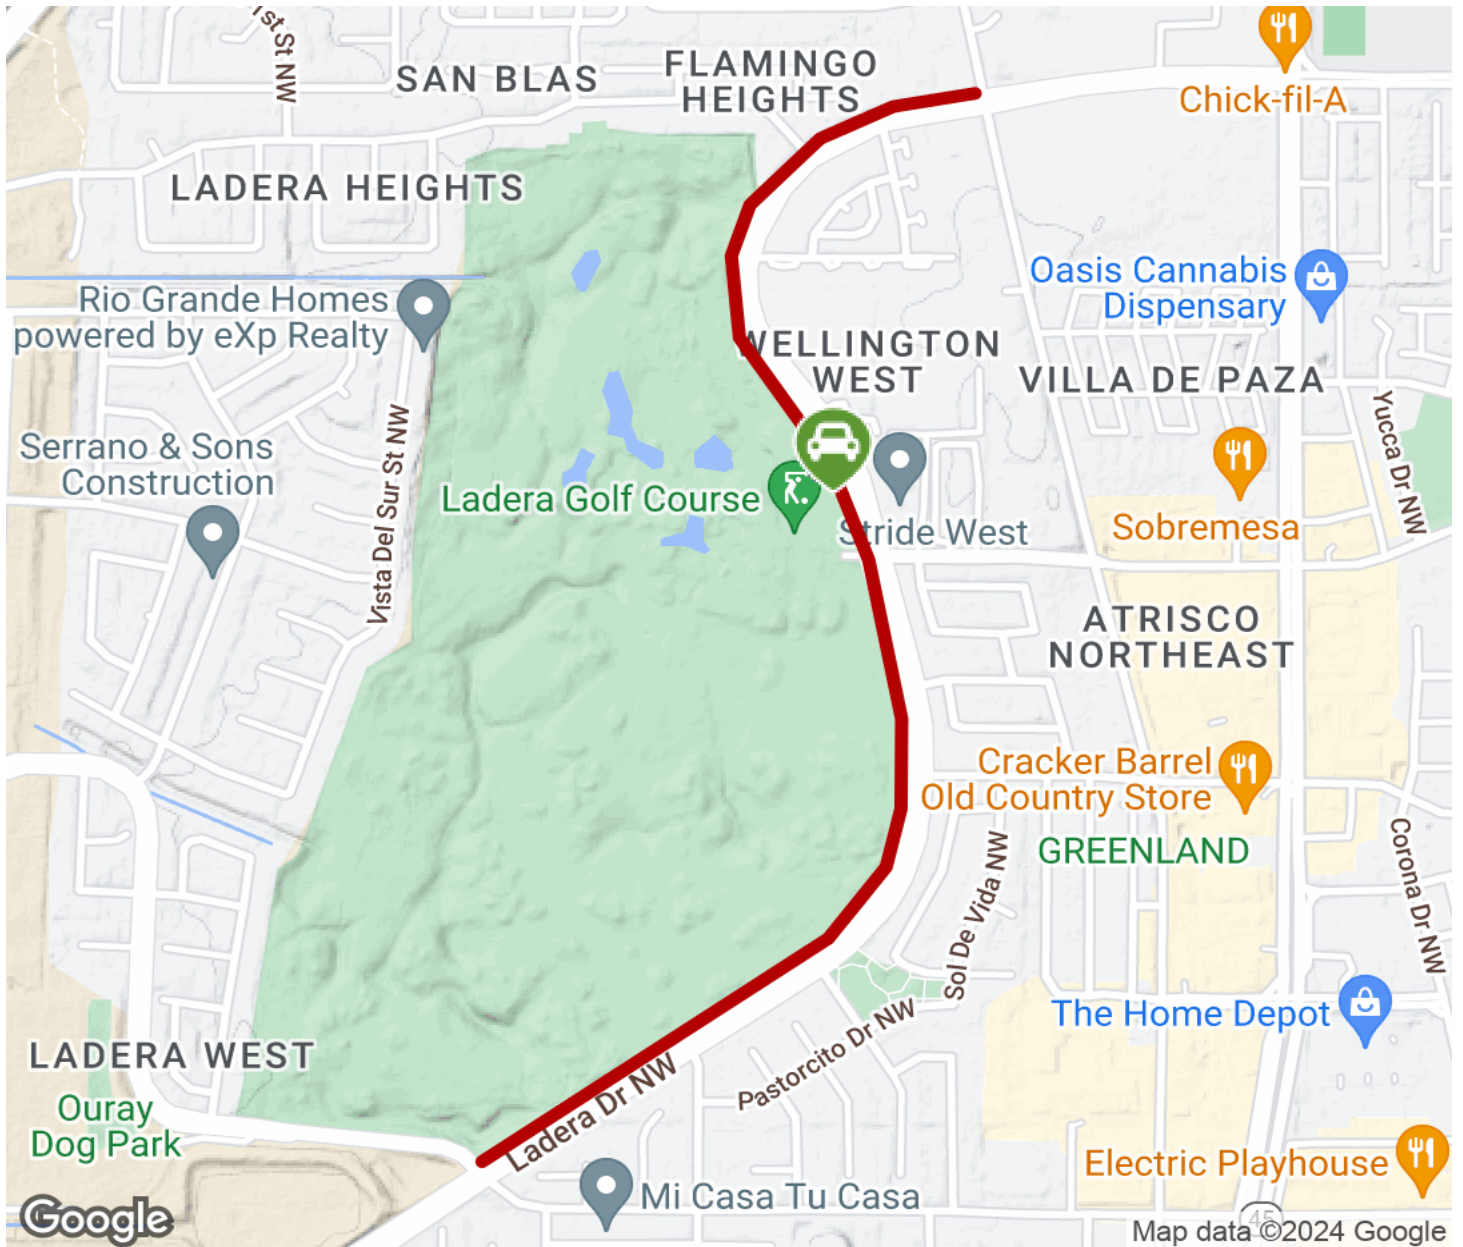 1st St NW
SAN BLAS
FLAMINGO
HEIGHTS
Chick-fil-A
LADERA HEIGHTS
Oasis Cannabis
Dispensary
Rio Grande Homes
powered by eXp Realty
WELLINGTON
WEST
VILLA DE PAZA
Yucca Dr NW
Serrano & Sons
Construction
Vista Del Sur St NW
Ladera Golf Course
Stride West
Sobremesa
ATRISCO
NORTHEAST
Cracker Barrel
Old Country Store
GREENLAND
Corona Dr NW
Sol De Vida NW
The Home Depot
Pastorcito Dr NW
LADERA WEST
Ouray
Dog Park
Ladera Dr NW
Electric Playhouse
Mi Casa Tu Casa
45
Google
Map data ©2024 Google